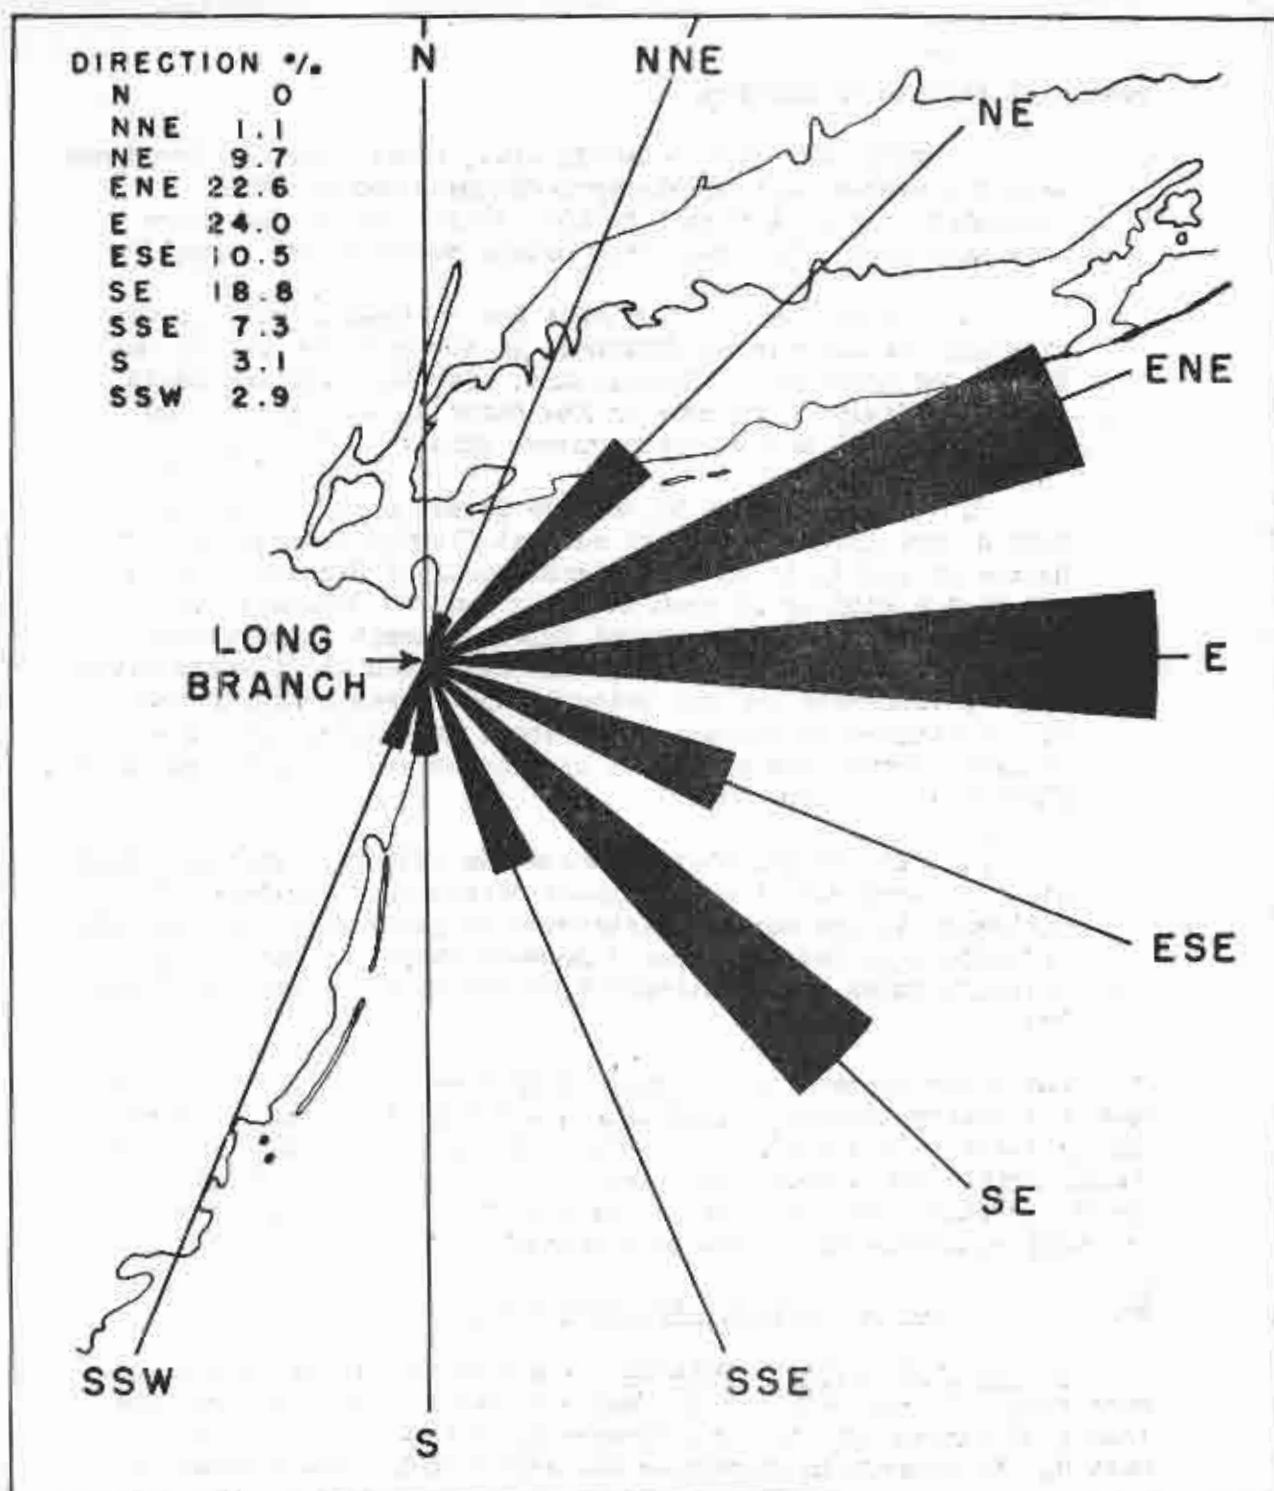 DIRECTION %
N 0
NNE 1.1
NE 9.7
ENE 22.6
E 24.0
ESE 10.5
SE 18.8
SSE 7.3
S 3.1
SSW 2.9
N
NNE
NE
ENE
LONG
BRANCH
E
ESE
SE
SSW
SSE
S